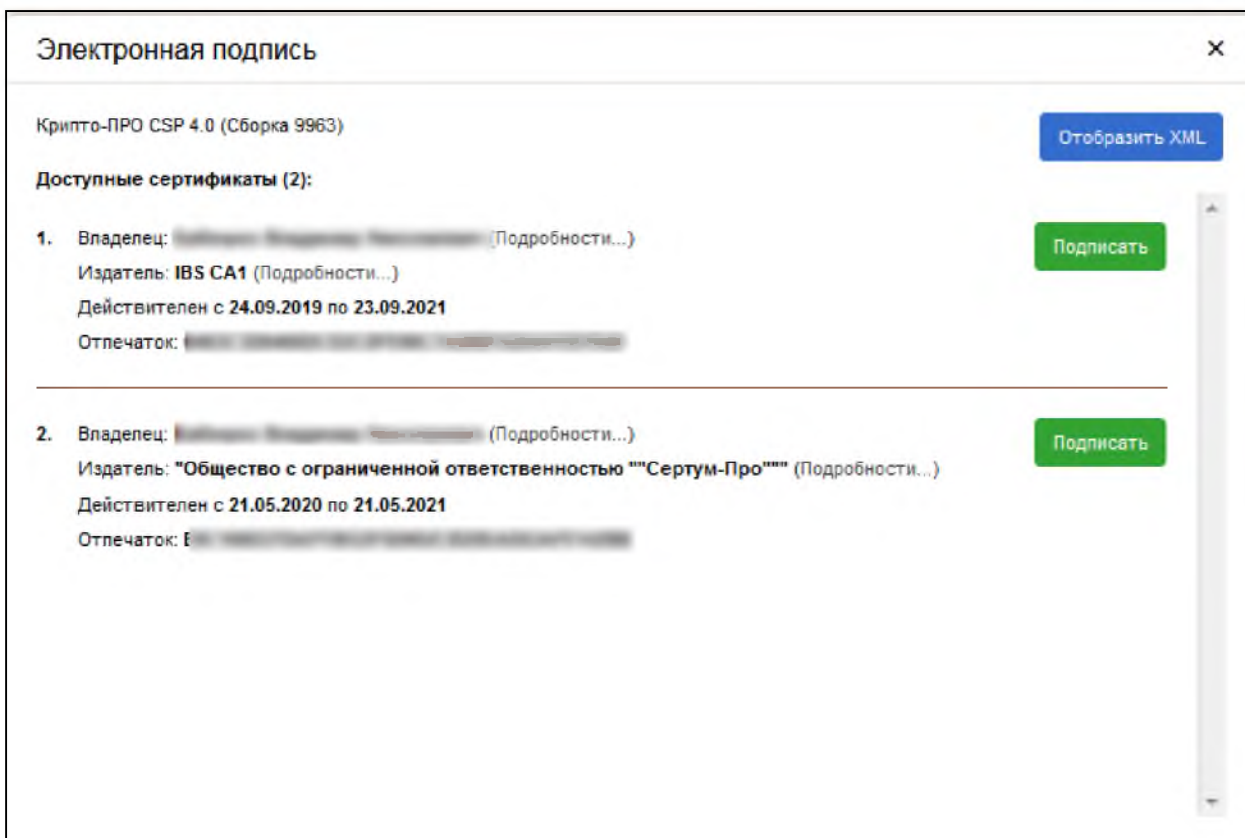 Электронная подпись
×
Крипто-ПРО CSP 4.0 (Сборка 9963)
Отобразить XML
Доступные сертификаты (2):
1. Владелец: (Подробности...)
Подписать
Издатель: IBS CA1 (Подробности...)
Действителен с 24.09.2019 по 23.09.2021
Отпечаток:
2. Владелец: (Подробности...)
Подписать
Издатель: "Общество с ограниченной ответственностью ""Сертум-Про""" (Подробности...)
Действителен с 21.05.2020 по 21.05.2021
Отпечаток: